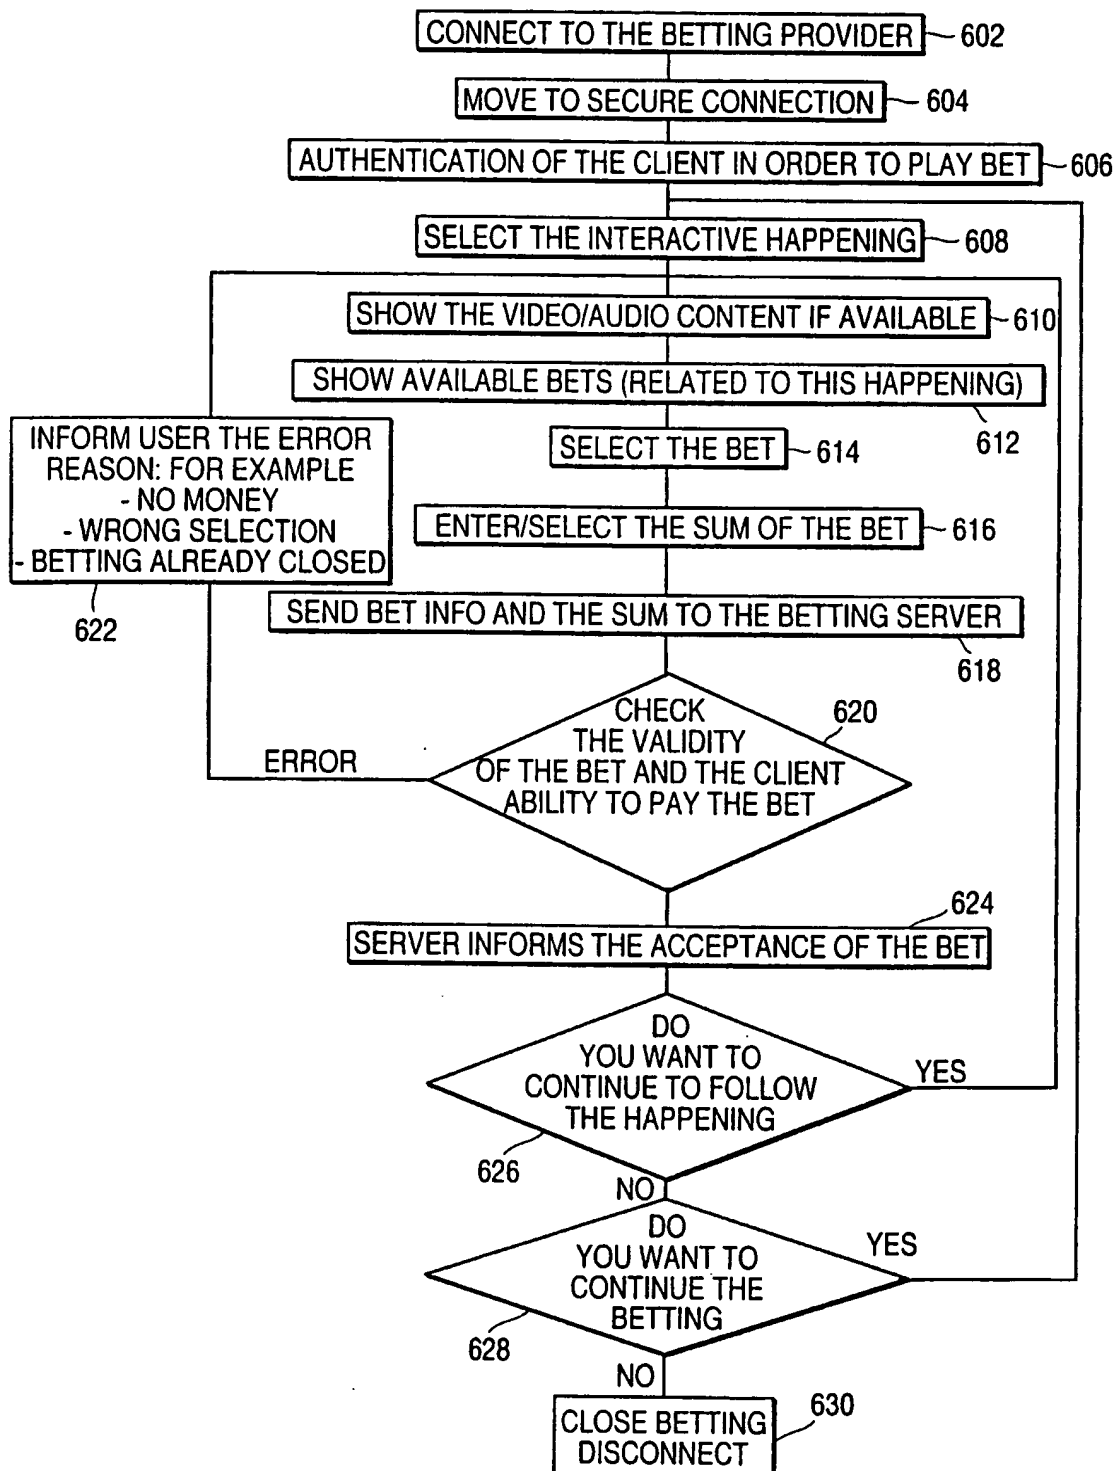 CONNECT TO THE BETTING PROVIDER 602
MOVE TO SECURE CONNECTION 604
AUTHENTICATION OF THE CLIENT IN ORDER TO PLAY BET 606
SELECT THE INTERACTIVE HAPPENING 608
SHOW THE VIDEO/AUDIO CONTENT IF AVAILABLE 610
SHOW AVAILABLE BETS (RELATED TO THIS HAPPENING)
612
INFORM USER THE ERROR
REASON: FOR EXAMPLE
- NO MONEY
- WRONG SELECTION
- BETTING ALREADY CLOSED
622
SELECT THE BET 614
ENTER/SELECT THE SUM OF THE BET 616
SEND BET INFO AND THE SUM TO THE BETTING SERVER
618
CHECK
THE VALIDITY
OF THE BET AND THE CLIENT
ABILITY TO PAY THE BET
620
ERROR
624
SERVER INFORMS THE ACCEPTANCE OF THE BET
DO
YOU WANT TO
CONTINUE TO FOLLOW
THE HAPPENING
YES
626
NO
DO
YOU WANT TO
CONTINUE THE
BETTING
YES
628
NO
630
CLOSE BETTING
DISCONNECT